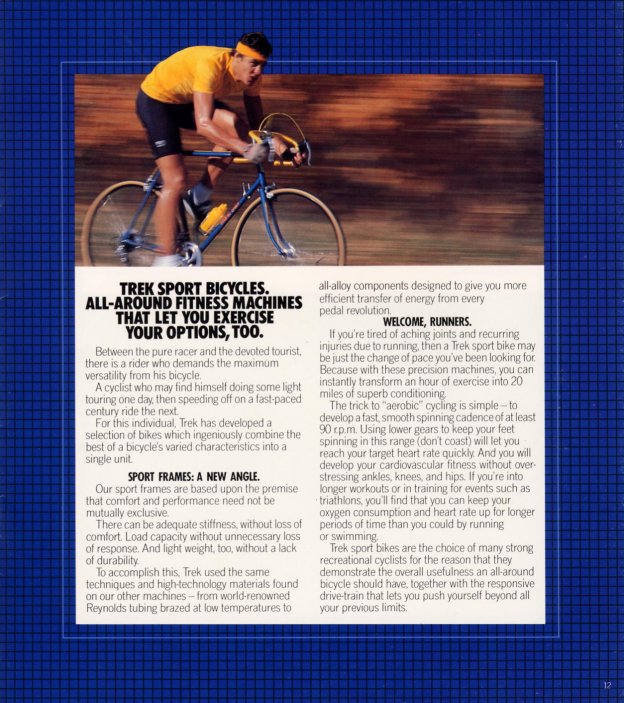 TREK SPORT BICYCLES.
ALL-AROUND FITNESS MACHINES
THAT LET YOU EXERCISE
YOUR OPTIONS, TOO.
Between the pure racer and the devoted tourist,
there is a rider who demands the maximum
versatility from his bicycle.
A cyclist who may find himself doing some light
touring one day, then speeding off on a fast-paced
century ride the next.
For this individual, Trek has developed a
selection of bikes which ingeniously combine the
best of a bicycle's varied characteristics into a
single unit.
SPORT FRAMES: A NEW ANGLE.
Our sport frames are based upon the premise
that comfort and performance need not be
mutually exclusive.
There can be adequate stiffness, without loss of
comfort. Load capacity without unnecessary loss
of response. And light weight, too, without a lack
of durability.
To accomplish this, Trek used the same
techniques and high-technology materials found
on our other machines – from world-renowned
Reynolds tubing brazed at low temperatures to
all-alloy components designed to give you more
efficient transfer of energy from every
pedal revolution.
WELCOME, RUNNERS.
If you're tired of aching joints and recurring
injuries due to running, then a Trek sport bike may
be just the change of pace you've been looking for.
Because with these precision machines, you can
instantly transform an hour of exercise into 20
miles of superb conditioning.
The trick to "aerobic" cycling is simple – to
develop a fast, smooth spinning cadence of at least
90 r.p.m. Using lower gears to keep your feet
spinning in this range (don't coast) will let you
reach your target heart rate quickly. And you will
develop your cardiovascular fitness without over-
stressing ankles, knees, and hips. If you're into
longer workouts or in training for events such as
triathlons, you'll find that you can keep your
oxygen consumption and heart rate up for longer
periods of time than you could by running
or swimming.
Trek sport bikes are the choice of many strong
recreational cyclists for the reason that they
demonstrate the overall usefulness an all-around
bicycle should have, together with the responsive
drive-train that lets you push yourself beyond all
your previous limits.
12